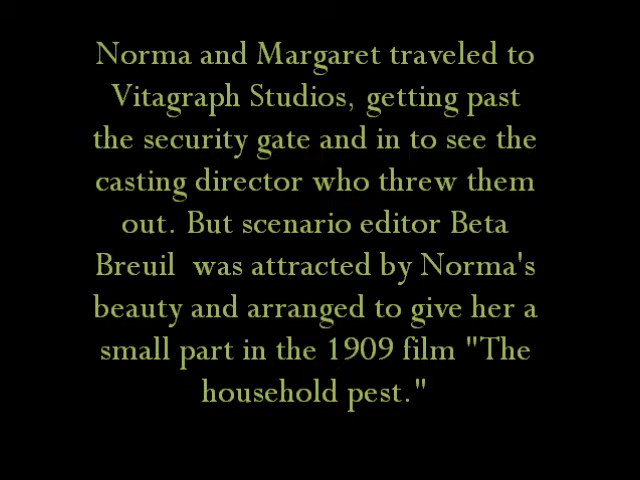 Norma and Margaret traveled to
Vitagraph Studios, getting past
the security gate and in to see the
casting director who threw them
out. But scenario editor Beta
Breuil  was attracted by Norma's
beauty and arranged to give her a
small part in the 1909 film "The
household pest."